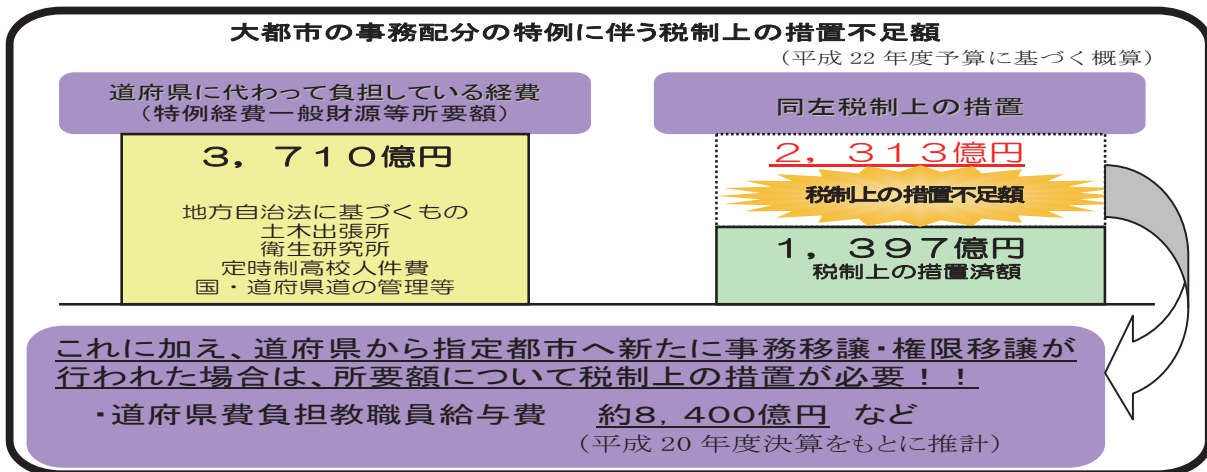 大都市の事務配分の特例に伴う税制上の措置不足額
（平成 22 年度予算に基づく概算）
道府県に代わって負担している経費
（特例経費一般財源等所要額）
3，710億円
地方自治法に基づくもの
土木出張所
衛生研究所
定時制高校人件費
国・道府県道の管理等
同左税制上の措置
2，313億円
税制上の措置不足額
1，397億円
税制上の措置済額
これに加え、道府県から指定都市へ新たに事務移譲・権限移譲が
行われた場合は、所要額について税制上の措置が必要！！
・道府県費負担教職員給与費　約8，400億円 など
（平成 20 年度決算をもとに推計）